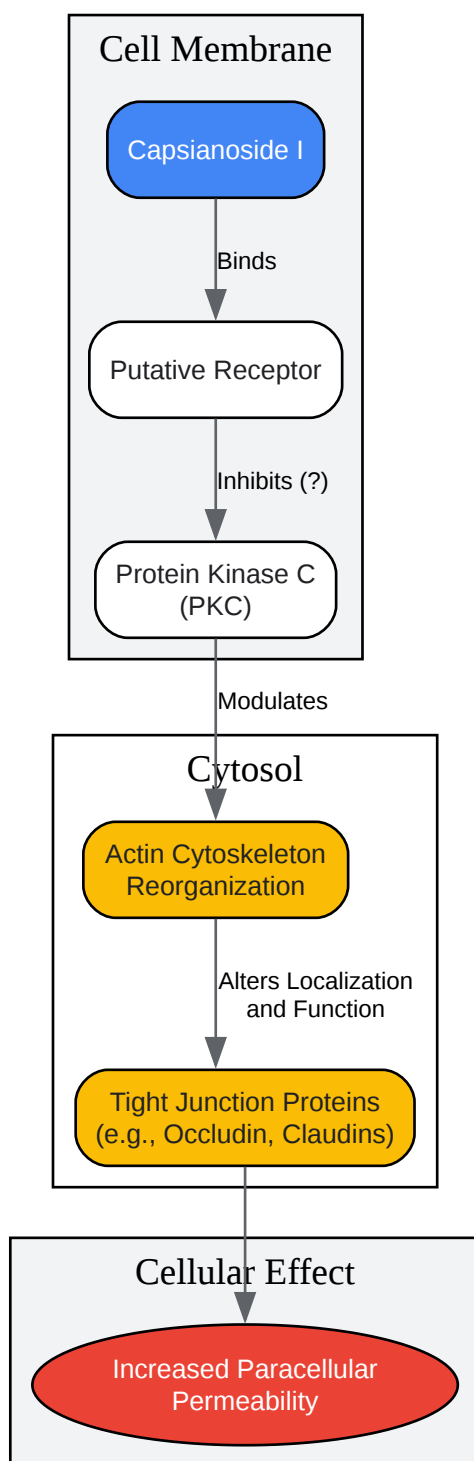 Cell Membrane
Capsianoside I
Binds
Putative Receptor
Inhibits (?)
Protein Kinase C
(PKC)
Modulates
Cytosol
Actin Cytoskeleton
Reorganization
Alters Localization
and Function
Tight Junction Proteins
(e.g., Occludin, Claudins)
Cellular Effect
Increased Paracellular
Permeability